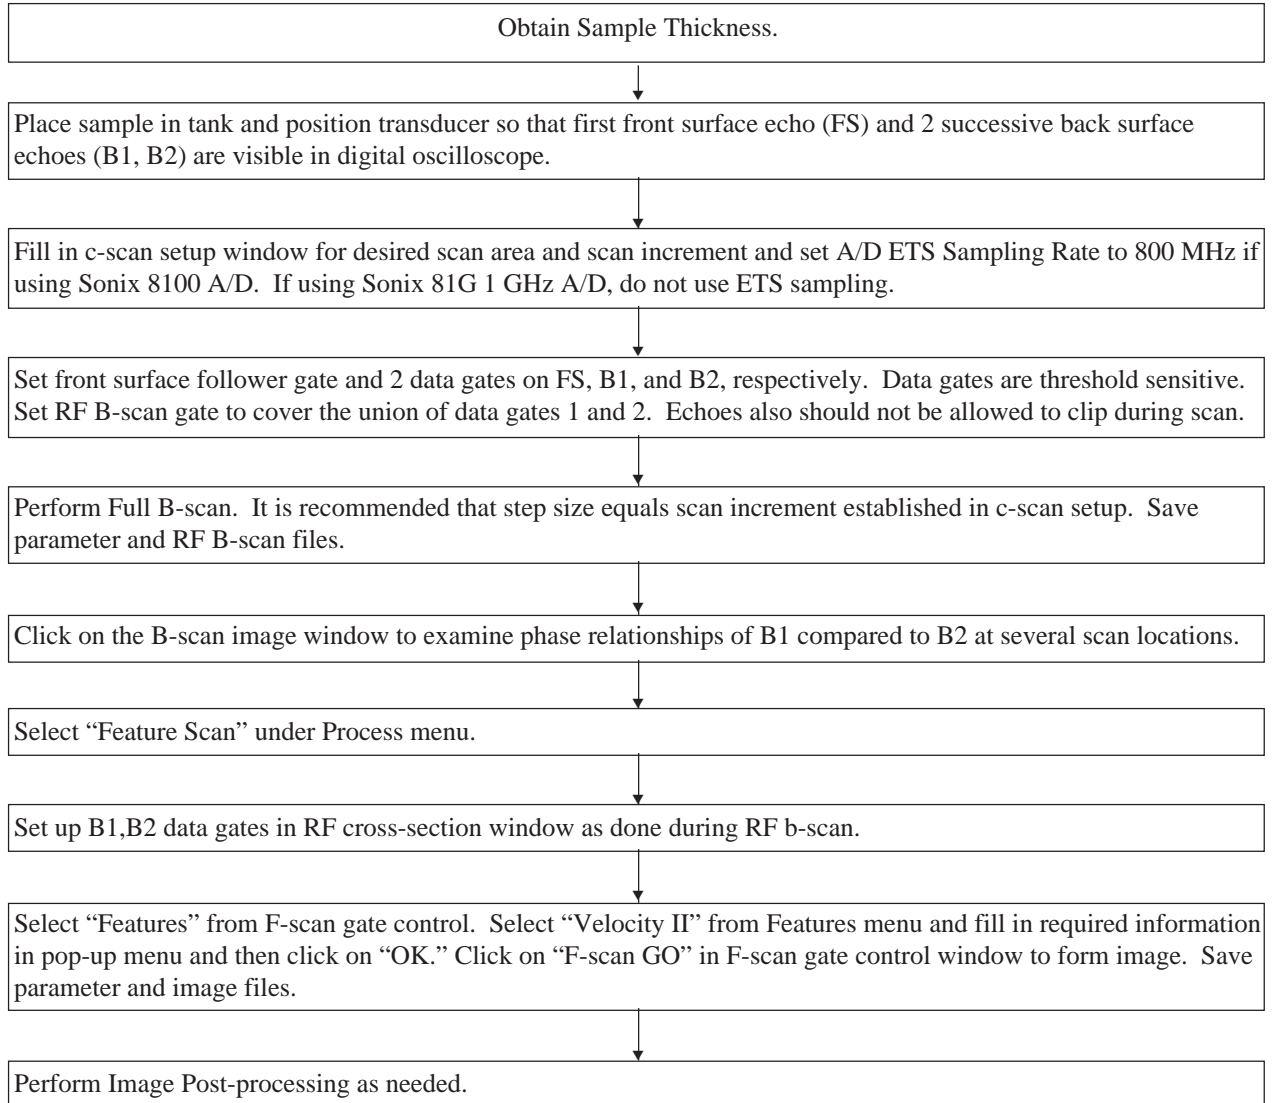 Obtain Sample Thickness.
Place sample in tank and position transducer so that first front surface echo (FS) and 2 successive back surface
echoes (B1, B2) are visible in digital oscilloscope.
Fill in c-scan setup window for desired scan area and scan increment and set A/D ETS Sampling Rate to 800 MHz if
using Sonix 8100 A/D.  If using Sonix 81G 1 GHz A/D, do not use ETS sampling.
Set front surface follower gate and 2 data gates on FS, B1, and B2, respectively.  Data gates are threshold sensitive.
Set RF B-scan gate to cover the union of data gates 1 and 2.  Echoes also should not be allowed to clip during scan.
Perform Full B-scan.  It is recommended that step size equals scan increment established in c-scan setup.  Save
parameter and RF B-scan files.
Click on the B-scan image window to examine phase relationships of B1 compared to B2 at several scan locations.
Select “Feature Scan” under Process menu.
Set up B1,B2 data gates in RF cross-section window as done during RF b-scan.
Select “Features” from F-scan gate control.  Select “Velocity II” from Features menu and fill in required information
in pop-up menu and then click on “OK.” Click on “F-scan GO” in F-scan gate control window to form image.  Save
parameter and image files.
Perform Image Post-processing as needed.